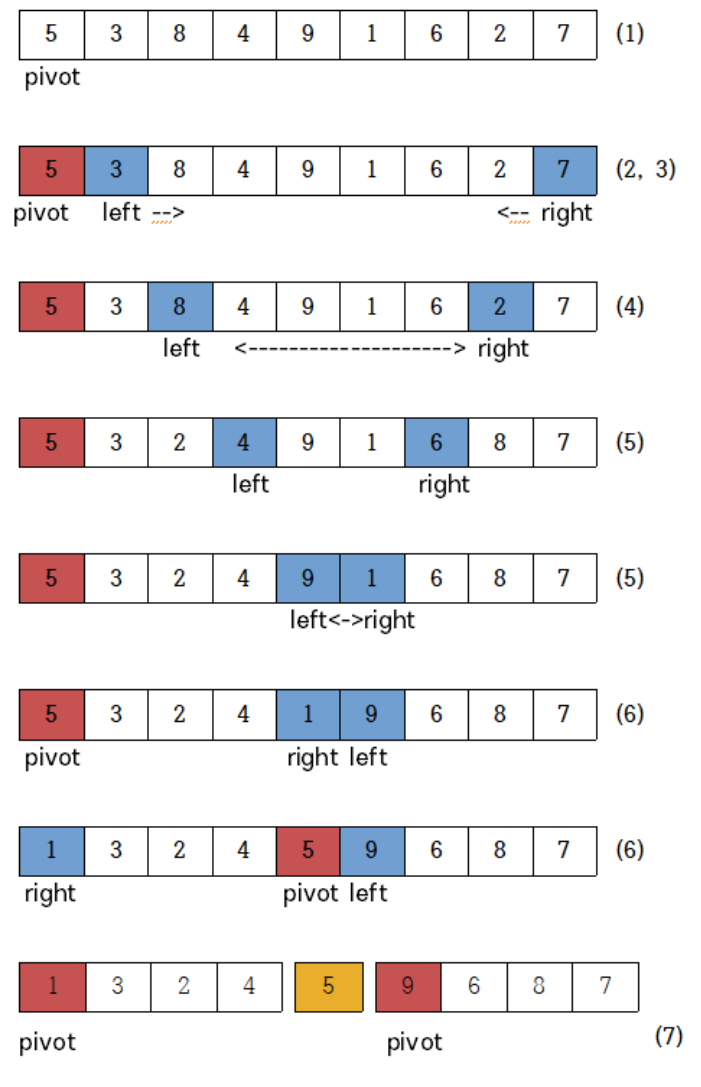 5 3 8 4 9 1 6 2 7 (1)
pivot
5 3 8 4 9 1 6 2 7 (2, 3)
pivot left --> <-- right
5 3 8 4 9 1 6 2 7 (4)
left <--------------------> right
5 3 2 4 9 1 6 8 7 (5)
left right
5 3 2 4 9 1 6 8 7 (5)
left<->right
5 3 2 4 1 9 6 8 7 (6)
pivot right left
1 3 2 4 5 9 6 8 7 (6)
right pivot left
1 3 2 4 5 9 6 8 7
pivot pivot (7)